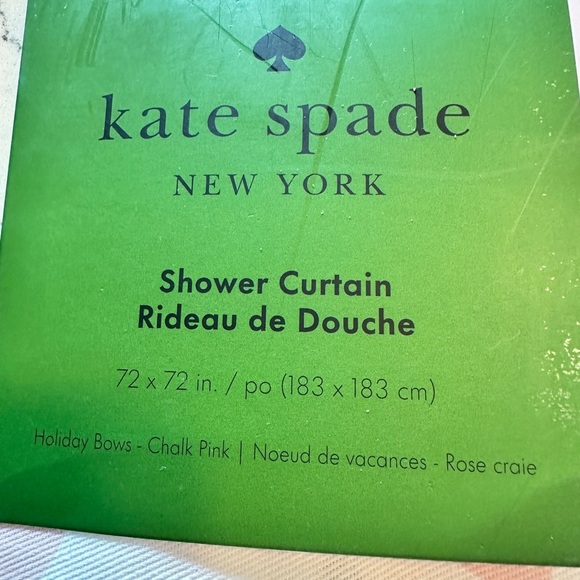 kate spade
NEW YORK
Shower Curtain
Rideau de Douche
72 x 72 in. / po (183 x 183 cm)
Holiday Bows - Chalk Pink | Noeud de vacances - Rose craie